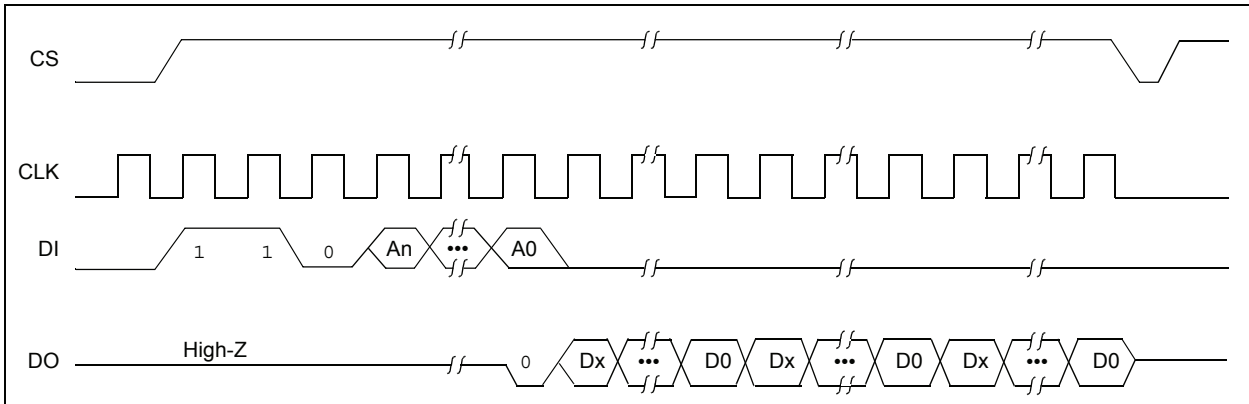 CS
CLK
DI 1 1 0 An ••• A0
High-Z
DO 0 Dx ••• D0 Dx ••• D0 Dx ••• D0